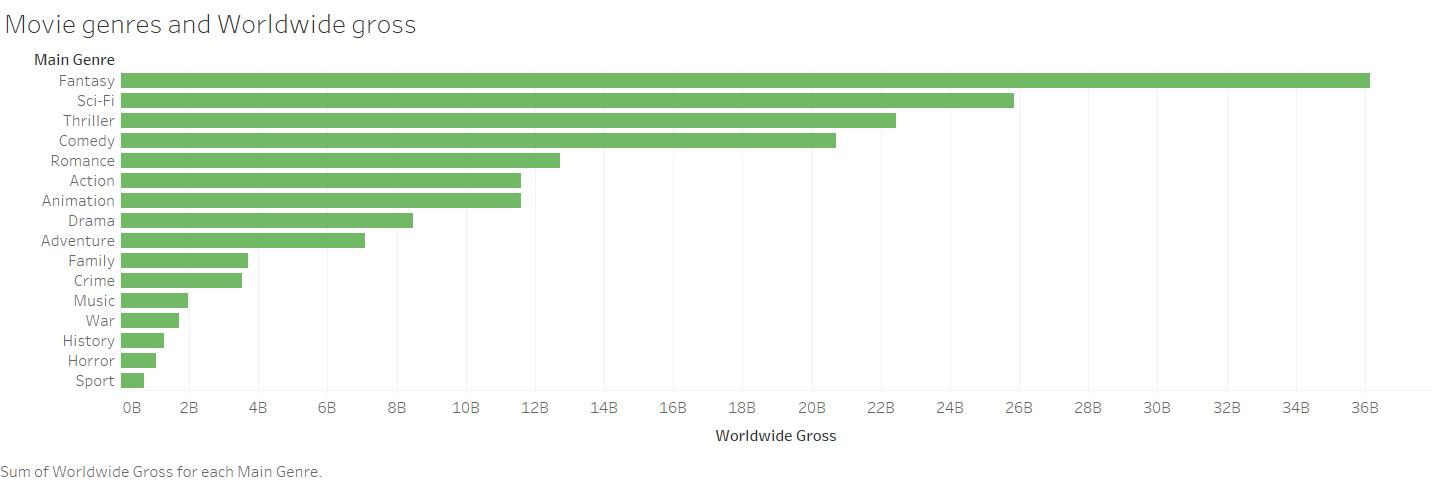 Movie genres and Worldwide gross
Main Genre
Fantasy
Sci-Fi
Thriller
Comedy
Romance
Action
Animation
Drama
Adventure
Family
Crime
Music
War
History
Horror
Sport
0B 2B 4B 6B 8B 10B 12B 14B 16B 18B 20B 22B 24B 26B 28B 30B 32B 34B 36B
Worldwide Gross
Sum of Worldwide Gross for each Main Genre.